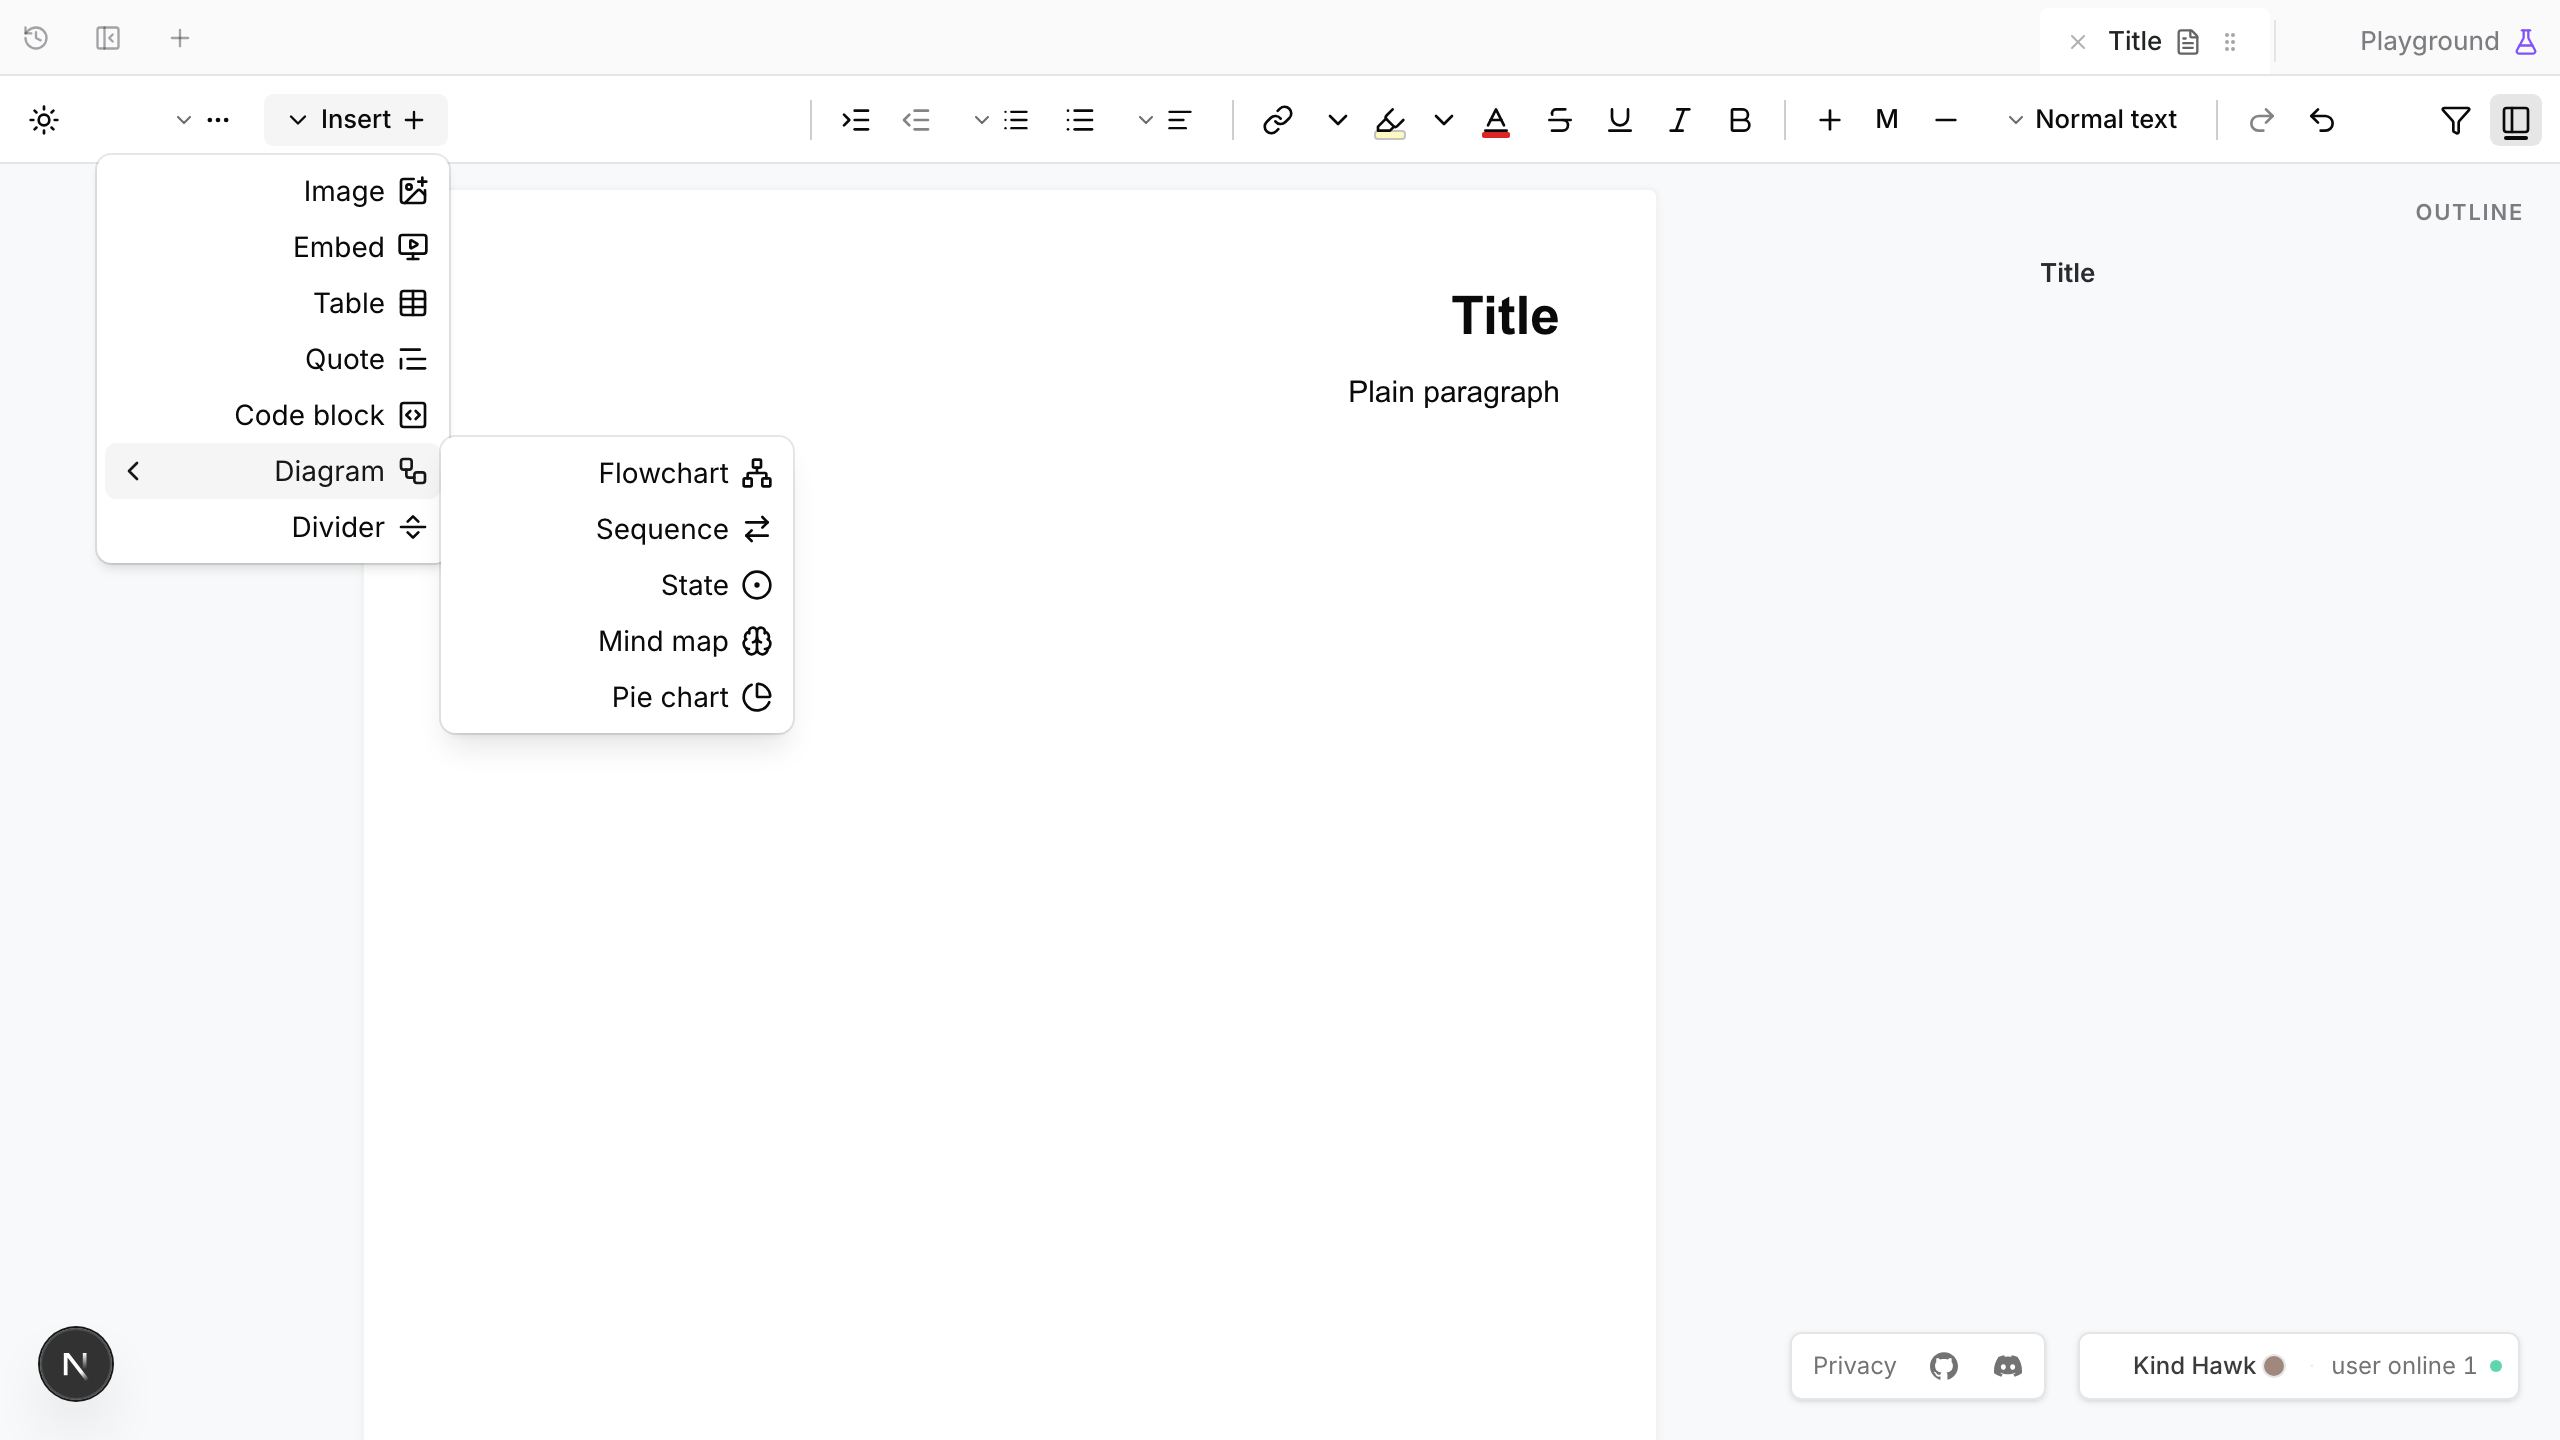 Playground
Title
Normal text
M
Insert
Image
Embed
Table
Quote
Code block
Diagram
Divider
Flowchart
Sequence
State
Mind map
Pie chart
OUTLINE
Title
Title
Plain paragraph
Kind Hawk · user online 1
Privacy
N